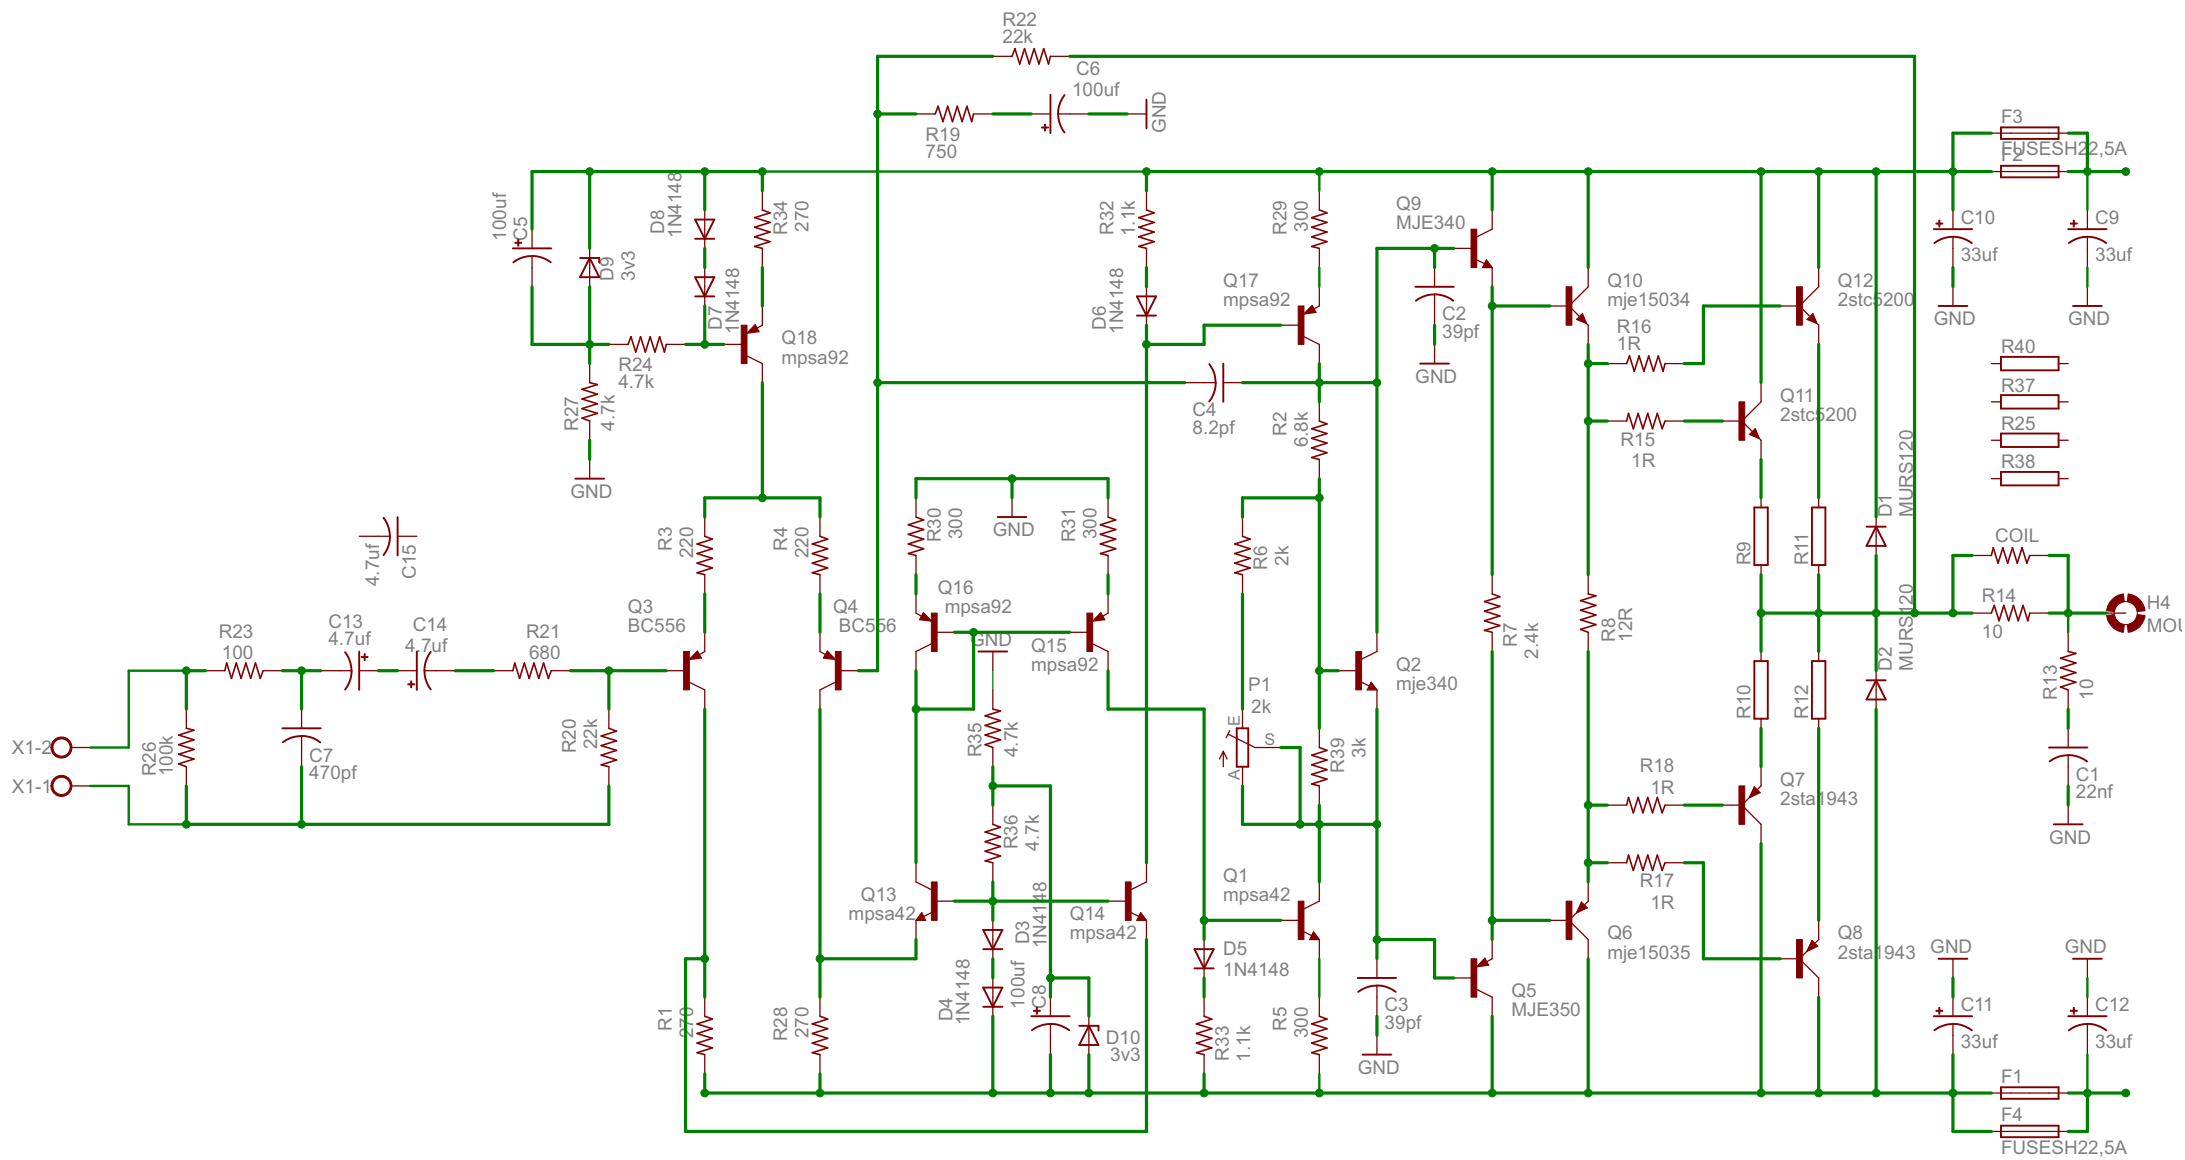 R22
22k
C6
100uf
GND
R19
750
F3
FUSESH22,5A
F2
100uf
C5
D9
3v3
D8
1N4148
D7
1N4148
R34
270
Q18
mpsa92
R24
4.7k
R27
4.7k
GND
R32
1.1k
D6
1N4148
R29
300
Q17
mpsa92
C4
8.2pf
R2
6.8k
Q9
MJE340
C2
39pf
GND
Q10
mje15034
R16
1R
R15
1R
Q12
2stc5200
Q11
2stc5200
C10
33uf
GND
C9
33uf
GND
R40
R37
R25
R38
D1
MURS120
D2
MURS120
R9
R11
R10
R12
COIL
R14
10
H4
MOU
R13
10
C1
22nf
GND
4.7uf
C15
C13
4.7uf
C14
4.7uf
R23
100
R21
680
R20
22k
R26
100k
C7
470pf
X1-2
X1-1
R3
220
R4
220
Q3
BC556
Q4
BC556
R30
300
GND
R31
300
Q16
mpsa92
GND
Q15
mpsa92
R35
4.7k
R36
4.7k
R6
2k
P1
2k
E
S
A
R39
3k
Q2
mje340
R7
2.4k
R8
12R
R18
1R
R17
1R
Q7
2sta1943
Q8
2sta1943
Q6
mje15035
Q5
MJE350
Q13
mpsa42
Q14
mpsa42
D3
1N4148
D4
1N4148
100uf
C8
D10
3v3
Q1
mpsa42
D5
1N4148
R33
1.1k
R5
300
C3
39pf
GND
R1
270
R28
270
GND
C11
33uf
GND
C12
33uf
F1
F4
FUSESH22,5A